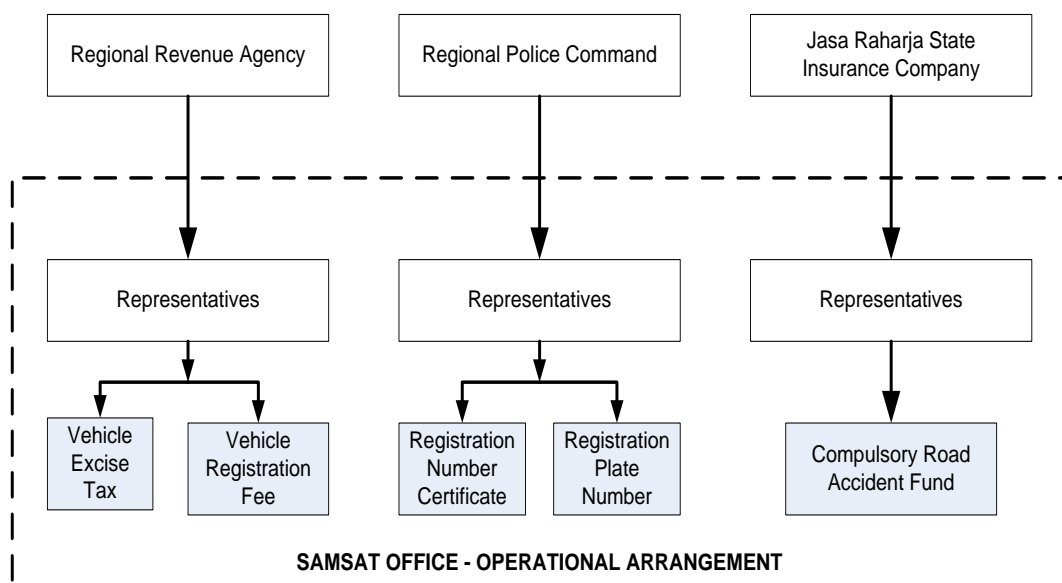 Regional Revenue Agency
Regional Police Command
Jasa Raharja State
Insurance Company
Representatives
Representatives
Representatives
Vehicle
Excise
Tax
Vehicle
Registration
Fee
Registration
Number
Certificate
Registration
Plate
Number
Compulsory Road
Accident Fund
SAMSAT OFFICE - OPERATIONAL ARRANGEMENT